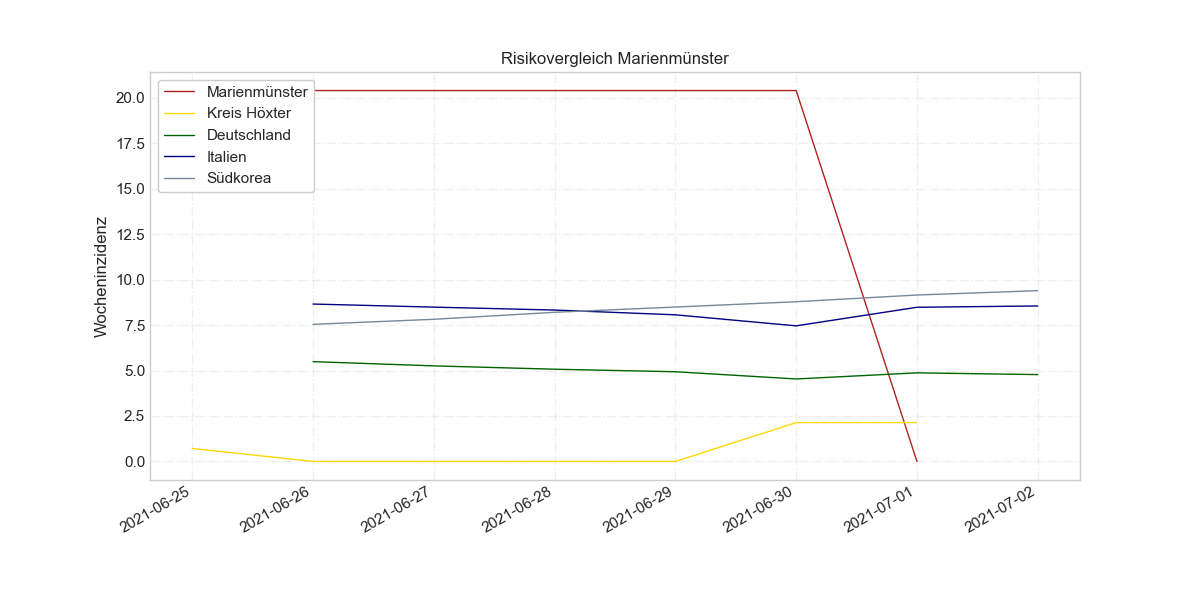 Risikovergleich Marienmünster
Marienmünster
Kreis Höxter
Deutschland
Italien
Südkorea
Wocheninzidenz
20.0
17.5
15.0
12.5
10.0
7.5
5.0
2.5
0.0
2021-06-25
2021-06-26
2021-06-27
2021-06-28
2021-06-29
2021-06-30
2021-07-01
2021-07-02